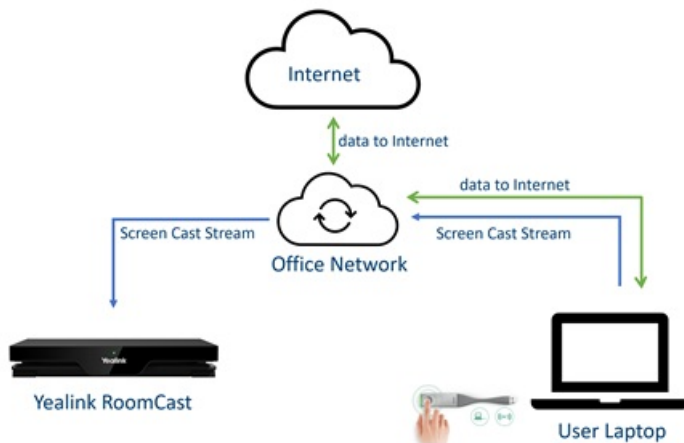 Internet
data to Internet
data to Internet
Screen Cast Stream
Screen Cast Stream
Office Network
Yealink
Yealink RoomCast
User Laptop